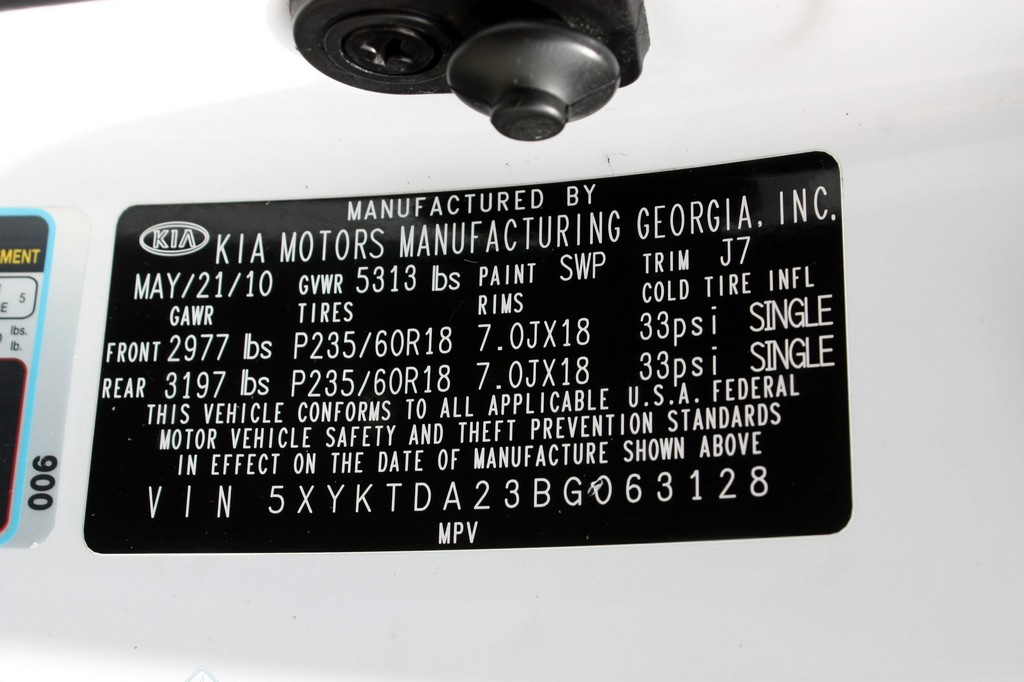 MANUFACTURED BY
KIA KIA MOTORS MANUFACTURING GEORGIA, INC.
MAY/21/10 GVWR 5313 lbs PAINT SWP TRIM J7
GAWR TIRES RIMS COLD TIRE INFL
FRONT 2977 lbs P235/60R18 7.0JX18 33psi SINGLE
REAR 3197 lbs P235/60R18 7.0JX18 33psi SINGLE
THIS VEHICLE CONFORMS TO ALL APPLICABLE U.S.A. FEDERAL
MOTOR VEHICLE SAFETY AND THEFT PREVENTION STANDARDS
IN EFFECT ON THE DATE OF MANUFACTURE SHOWN ABOVE
VIN 5XYKTDA23BG063128
MPV
MENT
5
lbs.
lb.
006